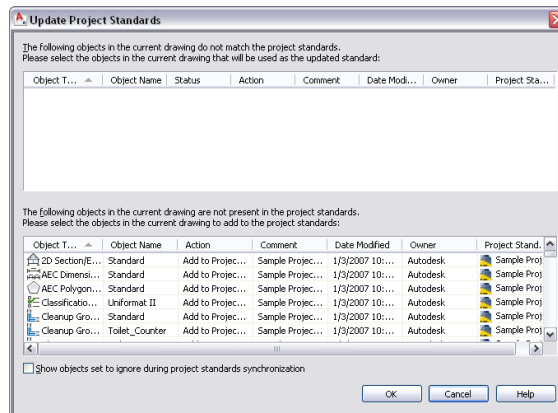 Update Project Standards
The following objects in the current drawing do not match the project standards.
Please select the objects in the current drawing that will be used as the updated standard:
Object T... Object Name Status Action Comment Date Modi... Owner Project Sta...
The following objects in the current drawing are not present in the project standards.
Please select the objects in the current drawing to add to the project standards:
Object T... Object Name Action Comment Date Modified Owner Project Stand.
2D Section/E... Standard Add to Projec... Sample Projec... 1/3/2007 10:... Autodesk Sample Proj
AEC Dimensi... Standard Add to Projec... Sample Projec... 1/3/2007 10:... Autodesk Sample Proj
AEC Polygon... Standard Add to Projec... Sample Projec... 1/3/2007 10:... Autodesk Sample Proj
Classificatio... Uniformat II Add to Projec... Sample Projec... 1/3/2007 10:... Autodesk Sample Proj
Cleanup Gro... Standard Add to Projec... Sample Projec... 1/3/2007 10:... Autodesk Sample Proj
Cleanup Gro... Toilet_Counter Add to Projec... Sample Projec... 1/3/2007 10:... Autodesk Sample Proj
Show objects set to ignore during project standards synchronization
OK Cancel Help